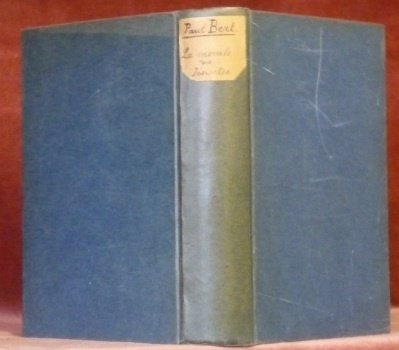 Paul Bert.
La morale
des
Jésuites